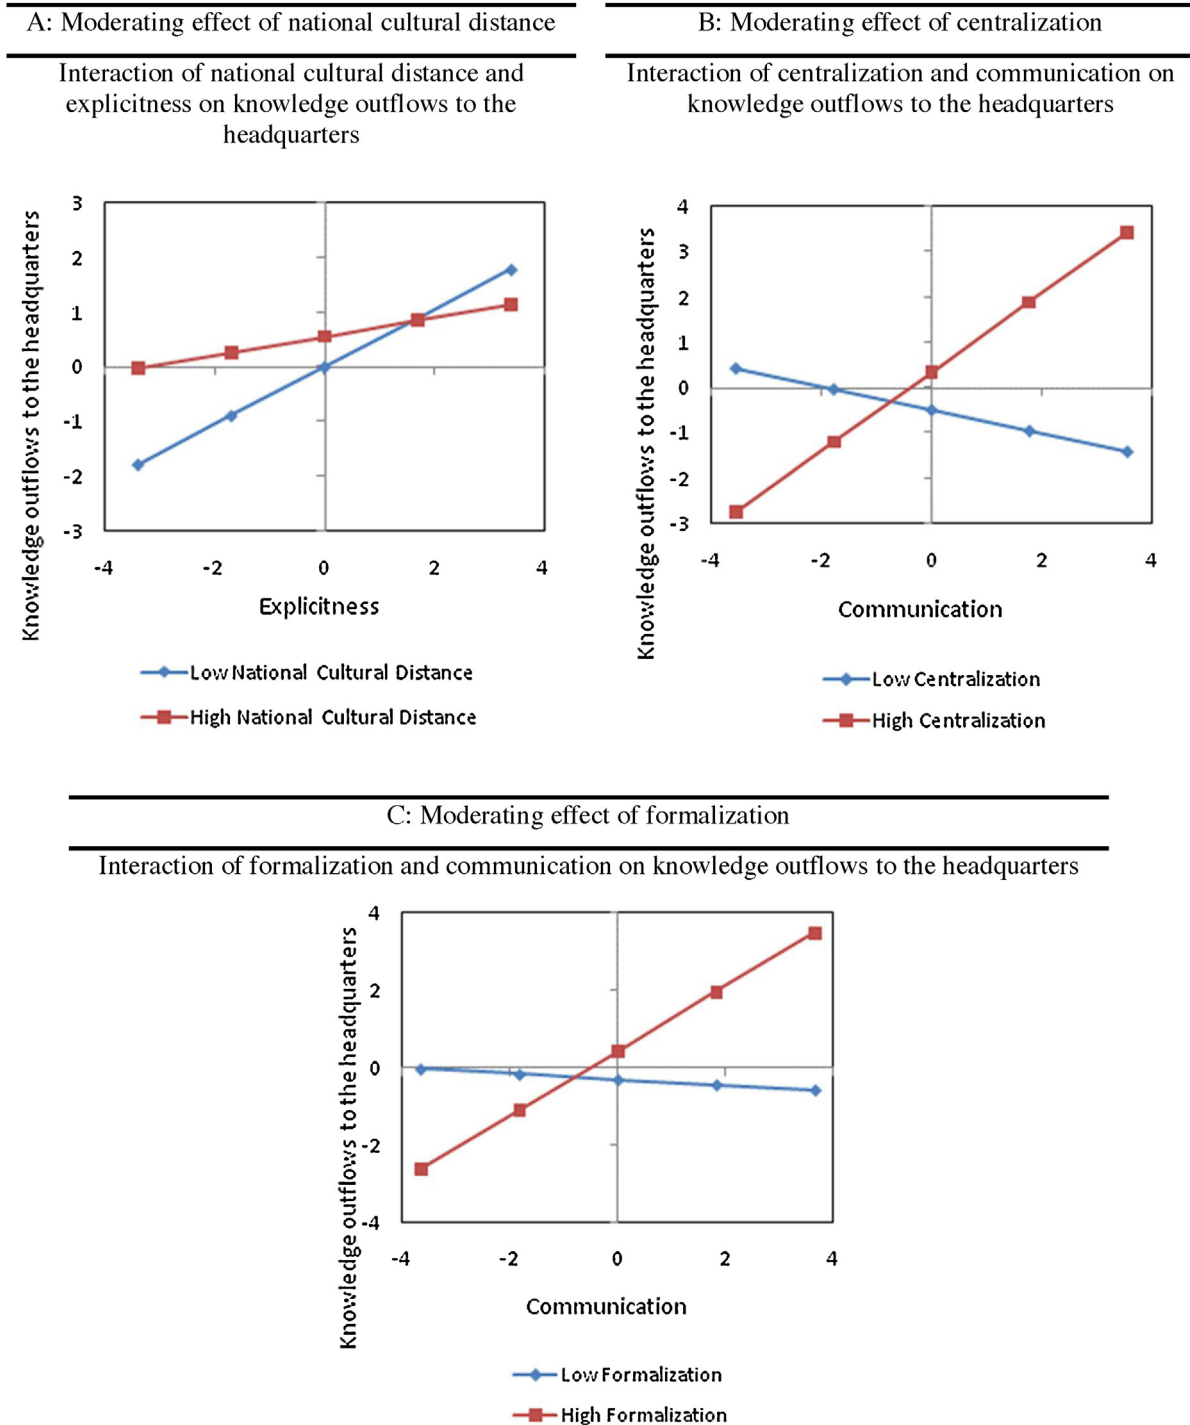 A: Moderating effect of national cultural distance
Interaction of national cultural distance and
explicitness on knowledge outflows to the
headquarters
Knowledge outflows to the headquarters
3
2
1
0
-1
-2
-3
-4
-2
0
2
4
Explicitness
Low National Cultural Distance
High National Cultural Distance
B: Moderating effect of centralization
Interaction of centralization and communication on
knowledge outflows to the headquarters
Knowledge outflows to the headquarters
4
3
2
1
0
-1
-2
-3
-4
-2
0
2
4
Communication
Low Centralization
High Centralization
C: Moderating effect of formalization
Interaction of formalization and communication on knowledge outflows to the headquarters
Knowledge outflows to the headquarters
4
2
0
-2
-4
-4
-2
0
2
4
Communication
Low Formalization
High Formalization